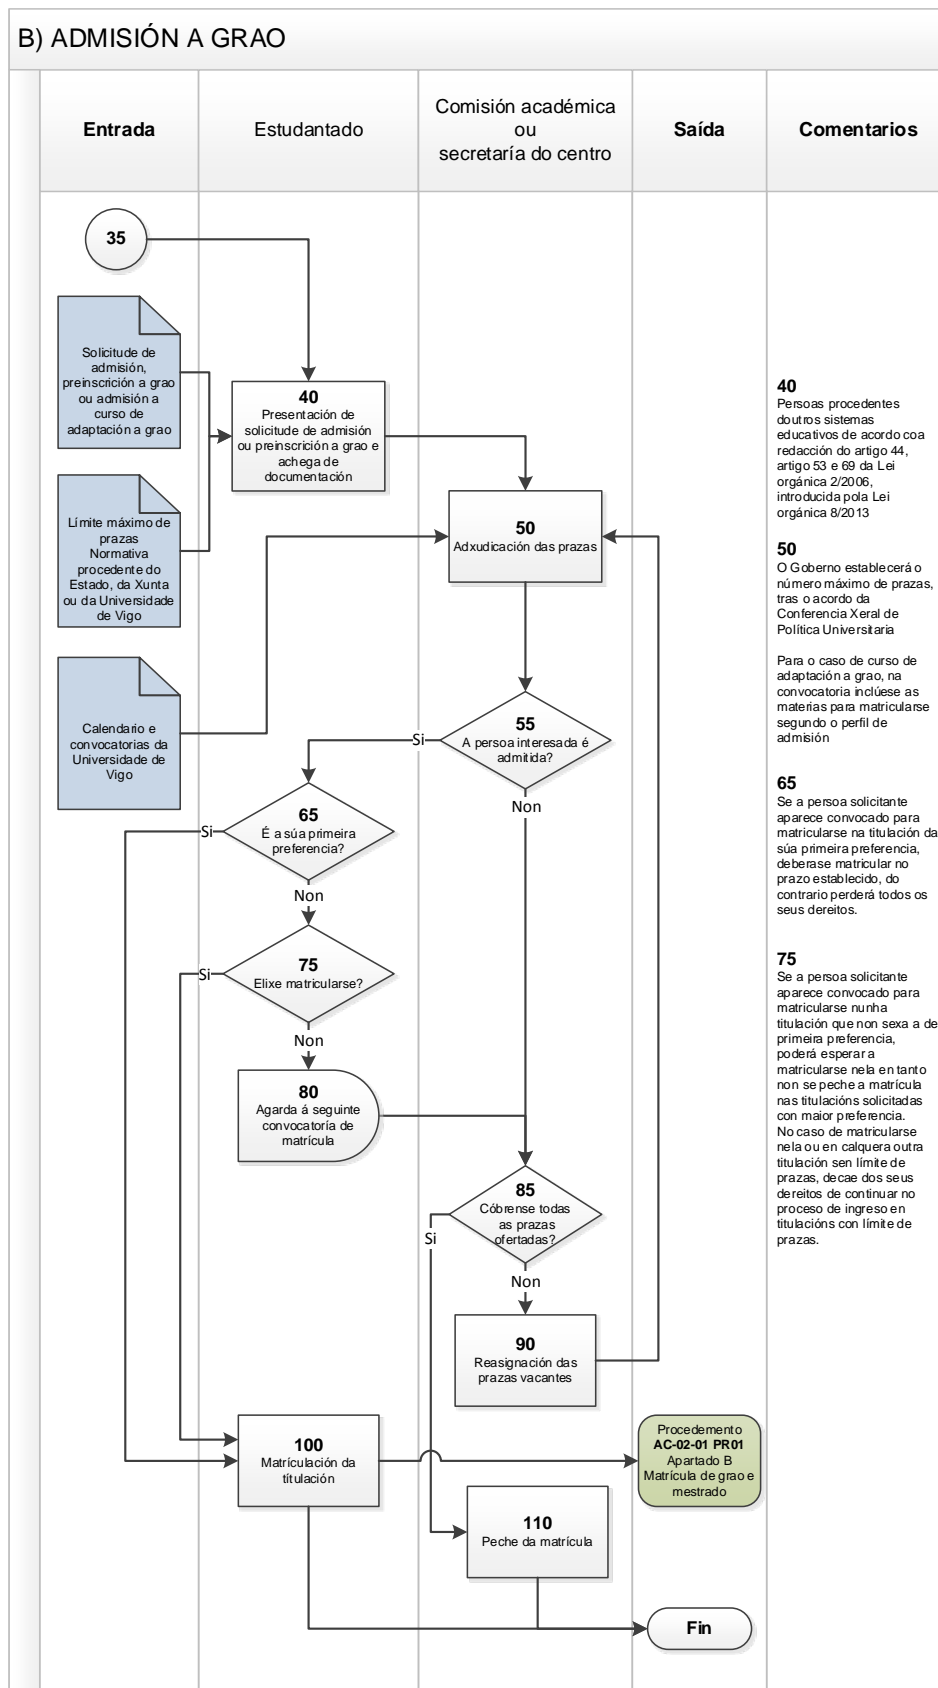 B) ADMISIÓN A GRAO
Entrada
Estudantado
Comisión académica
ou
secretaría do centro
Saída
Comentarios
35
Solicitude de
admisión,
preinscrición a grao
ou admisión a
curso de
adaptación a grao
40
Presentación de
solicitude de admisión
ou preinscrición a grao e
achega de
documentación
Límite máximo de
prazas
Normativa
procedente do
Estado, da Xunta
ou da Universidade
de Vigo
50
Adxudicación das prazas
Calendario e
convocatorias da
Universidade de
Vigo
55
A persoa interesada é
admitida?
Si
Non
65
É a súa primeira
preferencia?
Si
Non
75
Elixe matricularse?
Si
Non
80
Agarda á seguinte
convocatoría de
matrícula
85
Cóbrense todas
as prazas
ofertadas?
Si
Non
90
Reasignación das
prazas vacantes
100
Matrículación da
títulación
Procedemento
AC-02-01 PR01
Apartado B
Matrícula de grao e
mestrado
110
Peche da matrícula
Fin
40
Persoas procedentes
doutros sistemas
educativos de acordo coa
redacción do artigo 44,
artigo 53 e 69 da Lei
orgánica 2/2006,
introducida pola Lei
orgánica 8/2013
50
O Goberno establecerá o
número máximo de prazas,
tras o acordo da
Conferencia Xeral de
Política Universitaria
Para o caso de curso de
adaptación a grao, na
convocatoria inclúese as
materias para matricularse
segundo o perfil de
admisión
65
Se a persoa solicitante
aparece convocado para
matricularse na titulación da
súa primeira preferencia,
deberase matricular no
prazo establecido, do
contrario perderá todos os
seus dereitos.
75
Se a persoa solicitante
aparece convocado para
matricularse nunha
titulación que non sexa a de
primeira preferencia,
poderá esperar a
matricularse nela en tanto
non se peche a matrícula
nas titulacións solicitadas
con maior preferencia.
No caso de matricularse
nela ou en calquera outra
titulación sen límite de
prazas, decae dos seus
dereitos de continuar no
proceso de ingreso en
titulacións con límite de
prazas.